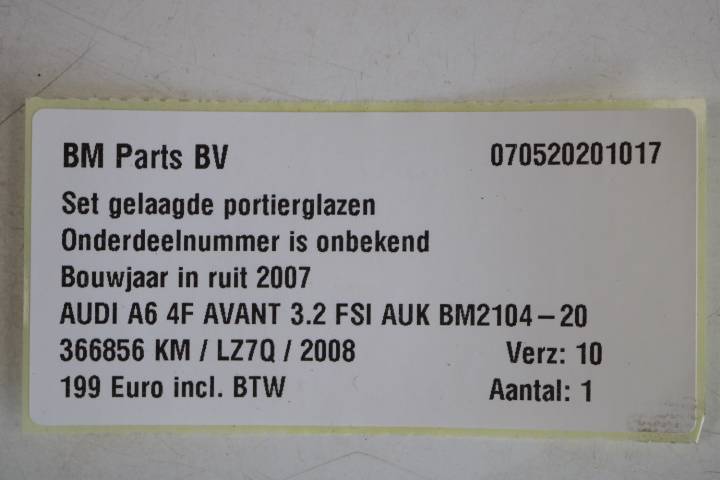 BM Parts BV 070520201017
Set gelaagde portierglazen
Onderdeelnummer is onbekend
Bouwjaar in ruit 2007
AUDI A6 4F AVANT 3.2 FSI AUK BM2104-20
366856 KM / LZ7Q / 2008 Verz: 10
199 Euro incl. BTW Aantal: 1